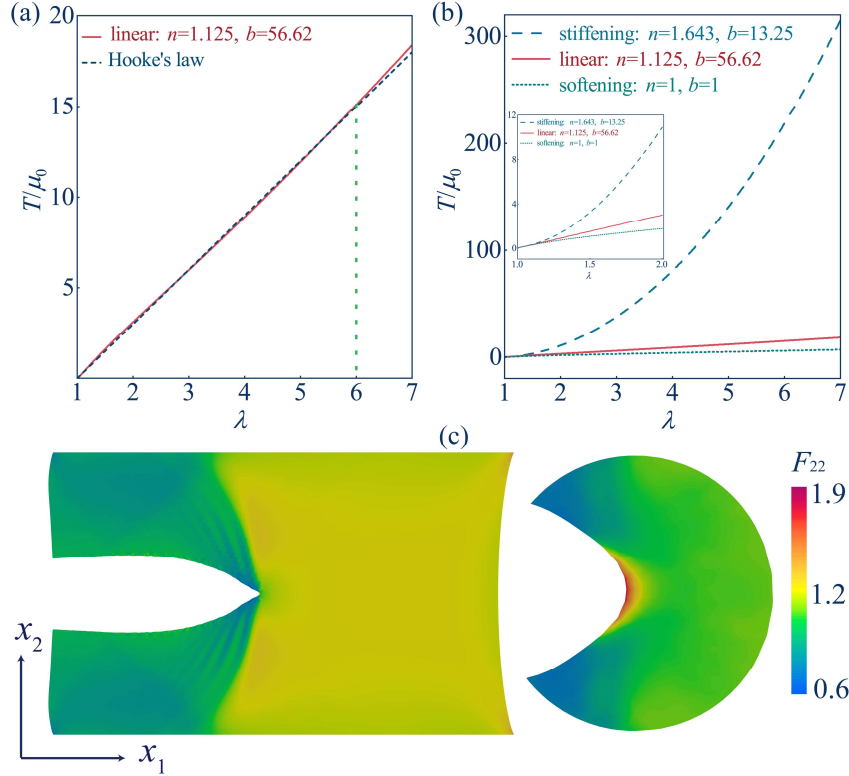 (a)
20
15
10
5
T/μ₀
linear: n=1.125, b=56.62
Hooke's law
1 2 3 4 5 6 7
λ
(b)
300
200
100
0
T/μ₀
stiffening: n=1.643, b=13.25
linear: n=1.125, b=56.62
softening: n=1, b=1
12
8
4
0
T/μ₀
stiffening: n=1.643, b=13.25
linear: n=1.125, b=56.62
softening: n=1, b=1
1.0 1.5 2.0
λ
1 2 3 4 5 6 7
λ
(c)
F₂₂
1.9
1.2
0.6
x₂
x₁